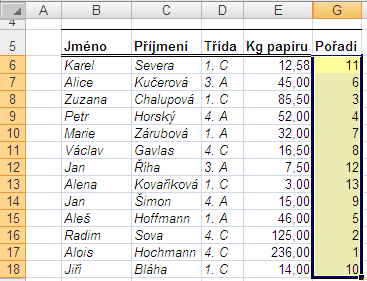 A B C D E G
4
5 Jméno Příjmení Třída Kg papíru Pořadí
6 Karel Severa 1. C 12,58 11
7 Alice Kučerová 3. A 45,00 6
8 Zuzana Chalupová 1. C 85,50 3
9 Petr Horský 4. A 52,00 4
10 Marie Zárubová 1. A 32,00 7
11 Václav Gavlas 4. C 16,50 8
12 Jan Říha 3. A 7,50 12
13 Alena Kovaříková 1. C 3,00 13
14 Jan Šimon 4. A 15,00 9
15 Aleš Hoffmann 1. A 46,00 5
16 Radim Sova 4. C 125,00 2
17 Alois Hochmann 4. C 236,00 1
18 Jiří Bláha 1. C 14,00 10